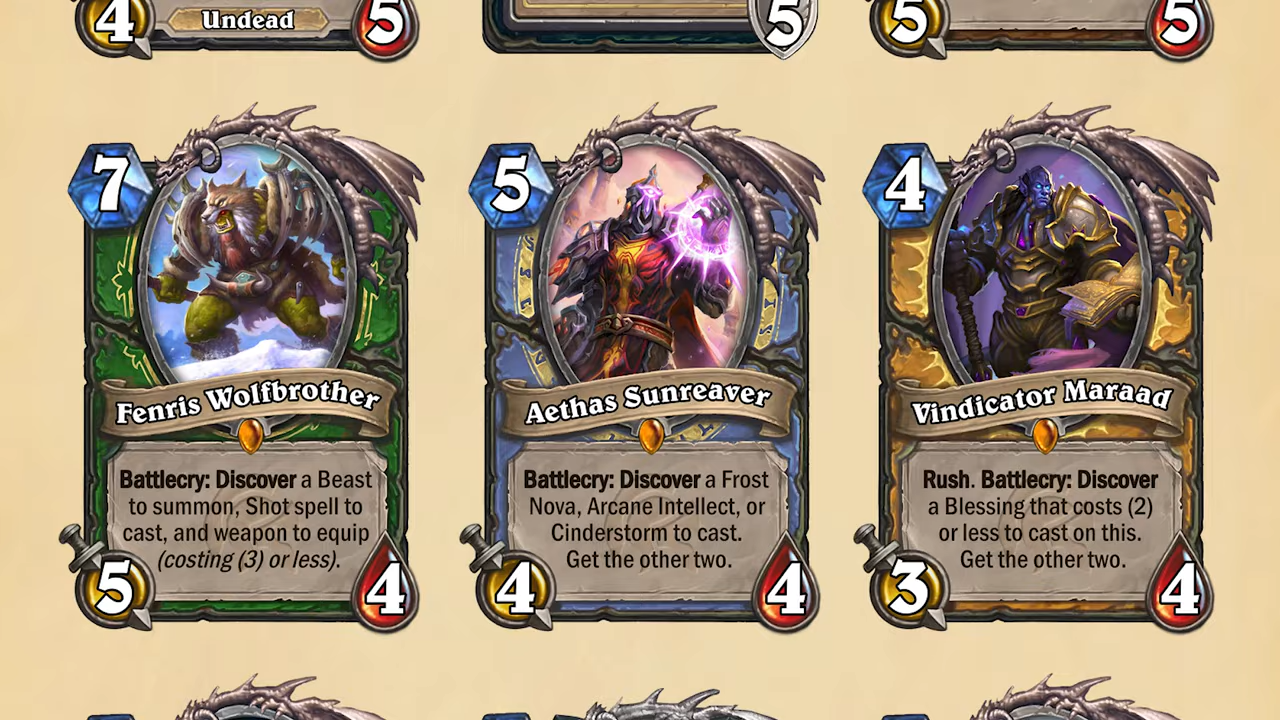 4
Undead
5
5
5
5
7
Fenris Wolfbrother
Battlecry: Discover a Beast
to summon, Shot spell to
cast, and weapon to equip
(costing (3) or less).
5
4
5
Aethas Sunreaver
Battlecry: Discover a Frost
Nova, Arcane Intellect, or
Cinderstorm to cast.
Get the other two.
4
4
4
Vindicator Maraad
Rush. Battlecry: Discover
a Blessing that costs (2)
or less to cast on this.
Get the other two.
3
4